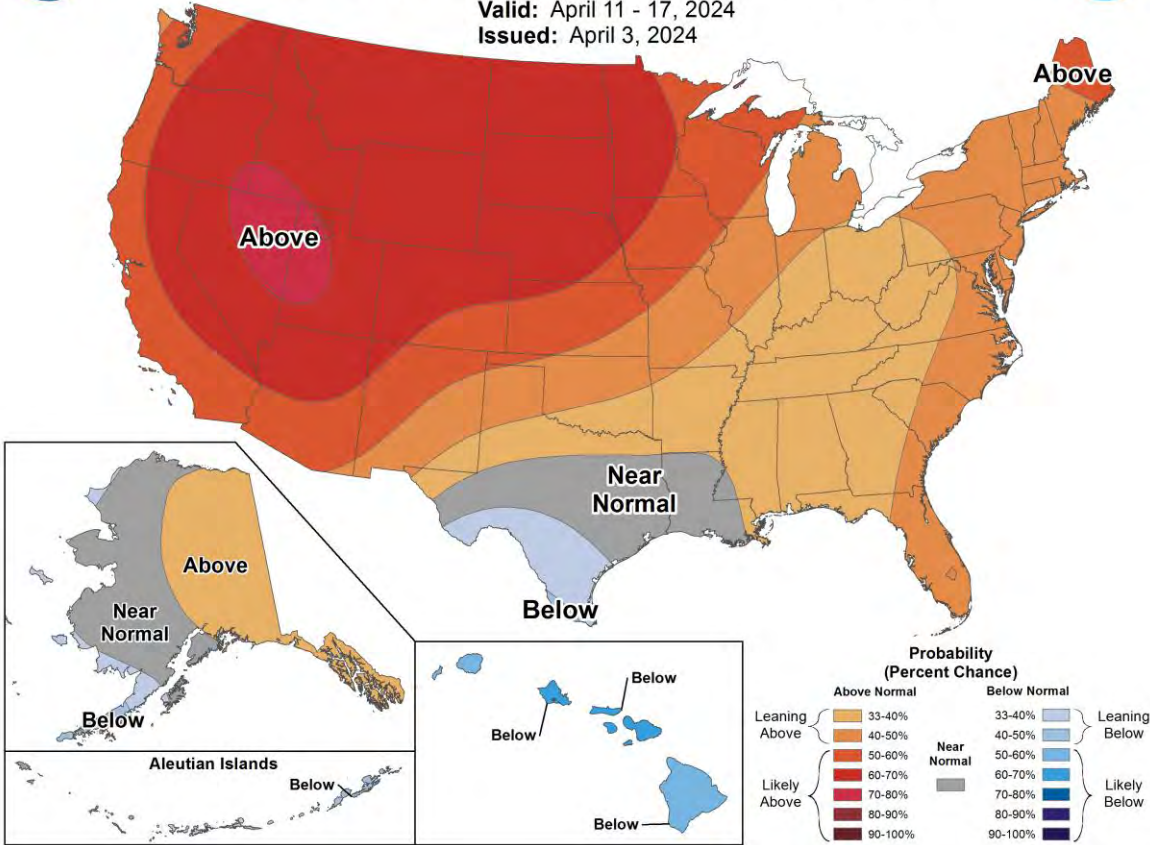 Valid: April 11 - 17, 2024
Issued: April 3, 2024
Above
Above
Near
Normal
Below
Above
Near
Normal
Below
Aleutian Islands
Below
Below
Below
Below
Probability
(Percent Chance)
Above Normal
Below Normal
Leaning
Above
33-40%
40-50%
50-60%
60-70%
70-80%
80-90%
90-100%
Likely
Above
Near
Normal
33-40%
40-50%
50-60%
60-70%
70-80%
80-90%
90-100%
Leaning
Below
Likely
Below